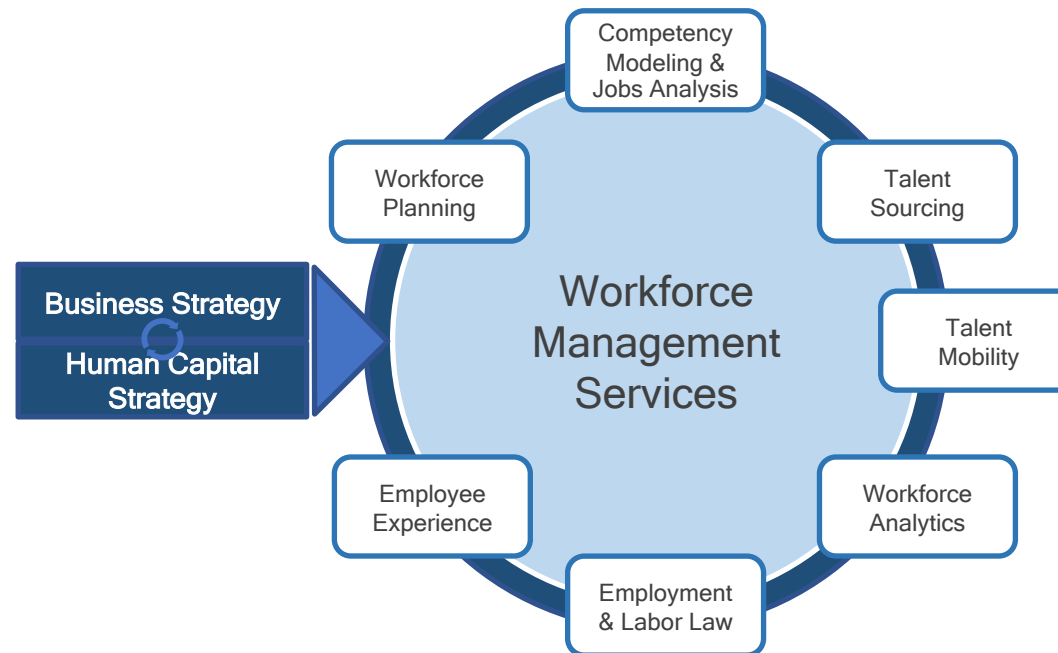 Competency
Modeling &
Jobs Analysis
Workforce
Planning
Talent
Sourcing
Business Strategy
Human Capital
Strategy
Workforce
Management
Services
Talent
Mobility
Employee
Experience
Workforce
Analytics
Employment
& Labor Law